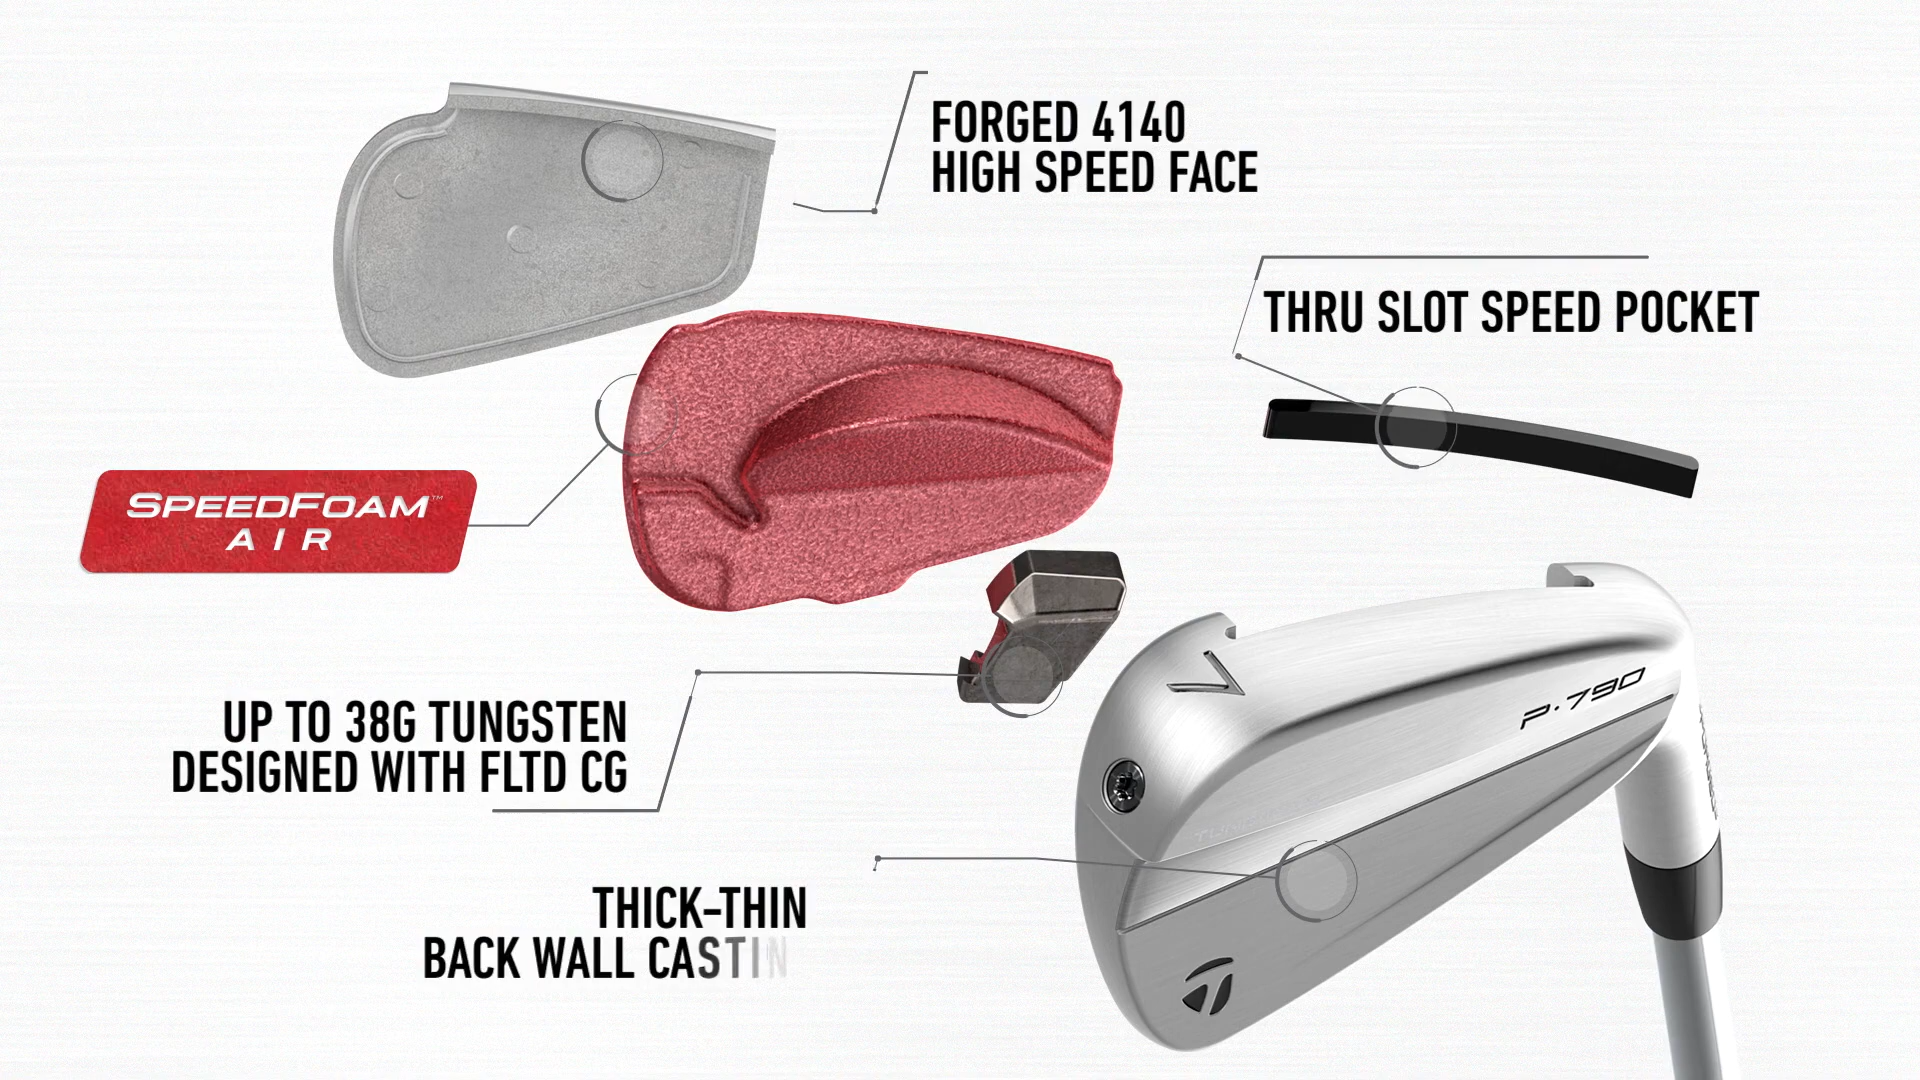 FORGED 4140
HIGH SPEED FACE
THRU SLOT SPEED POCKET
SPEEDFOAM™
AIR
UP TO 38G TUNGSTEN
DESIGNED WITH FLTD CG
7
P·790
THICK-THIN
BACK WALL CASTIN